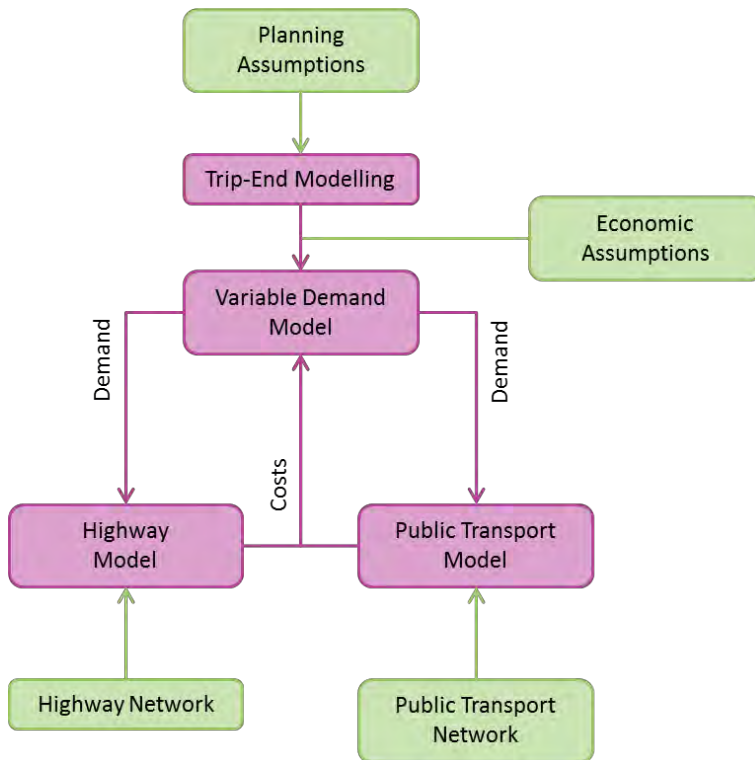 Planning
Assumptions
Trip-End Modelling
Economic
Assumptions
Variable Demand
Model
Demand
Demand
Costs
Highway
Model
Public Transport
Model
Highway Network
Public Transport
Network